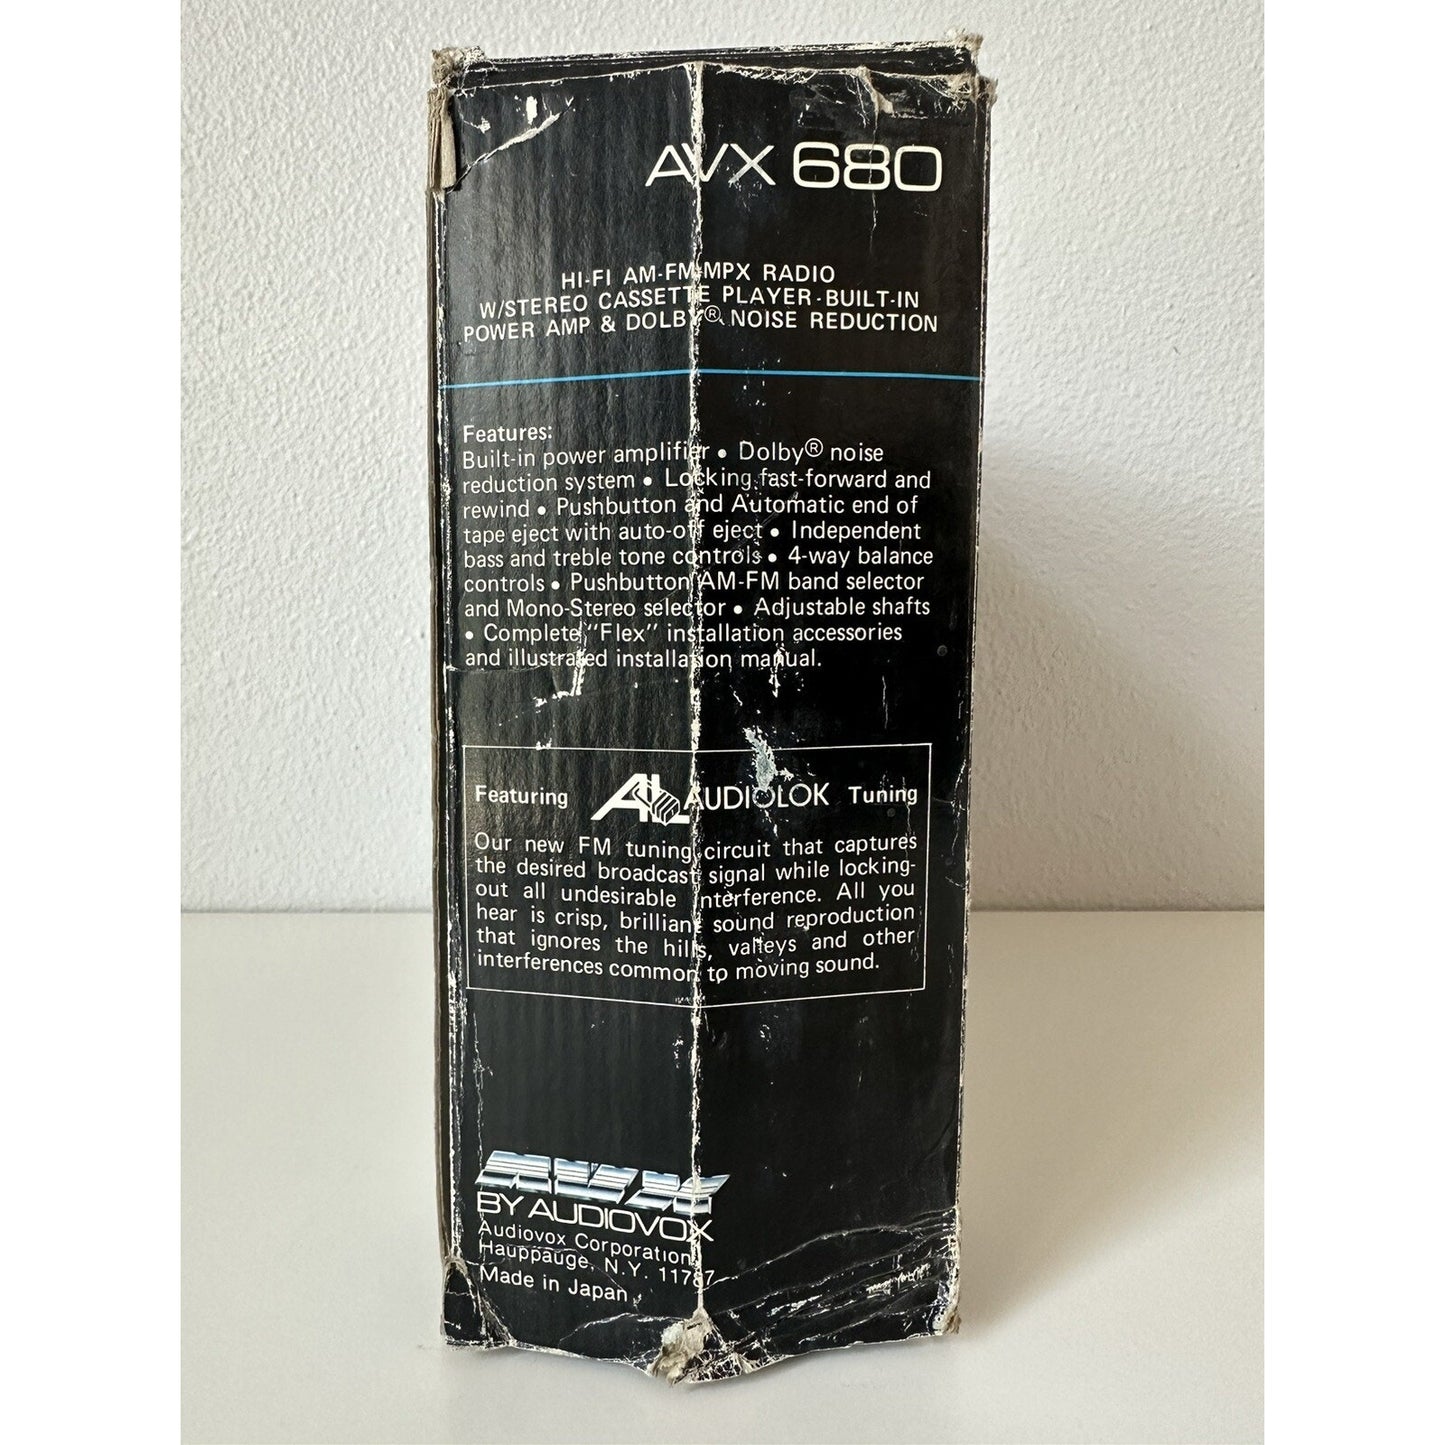 AVX 680
HI-FI AM-FM-MPX RADIO
W/STEREO CASSETTE PLAYER-BUILT-IN
POWER AMP & DOLBY® NOISE REDUCTION
Features:
Built-in power amplifier • Dolby® noise
reduction system • Locking fast-forward and
rewind • Pushbutton and Automatic end of
tape eject with auto-off eject • Independent
bass and treble tone controls • 4-way balance
controls • Pushbutton AM-FM band selector
and Mono-Stereo selector • Adjustable shafts
• Complete "Flex" installation accessories
and illustrated installation manual.
Featuring AL AUDIOLOK Tuning
Our new FM tuning circuit that captures
the desired broadcast signal while locking-
out all undesirable interference. All you
hear is crisp, brilliant sound reproduction
that ignores the hills, valleys and other
interferences common to moving sound.
AVX
BY AUDIOVOX
Audiovox Corporation,
Hauppauge, N.Y. 11787
Made in Japan